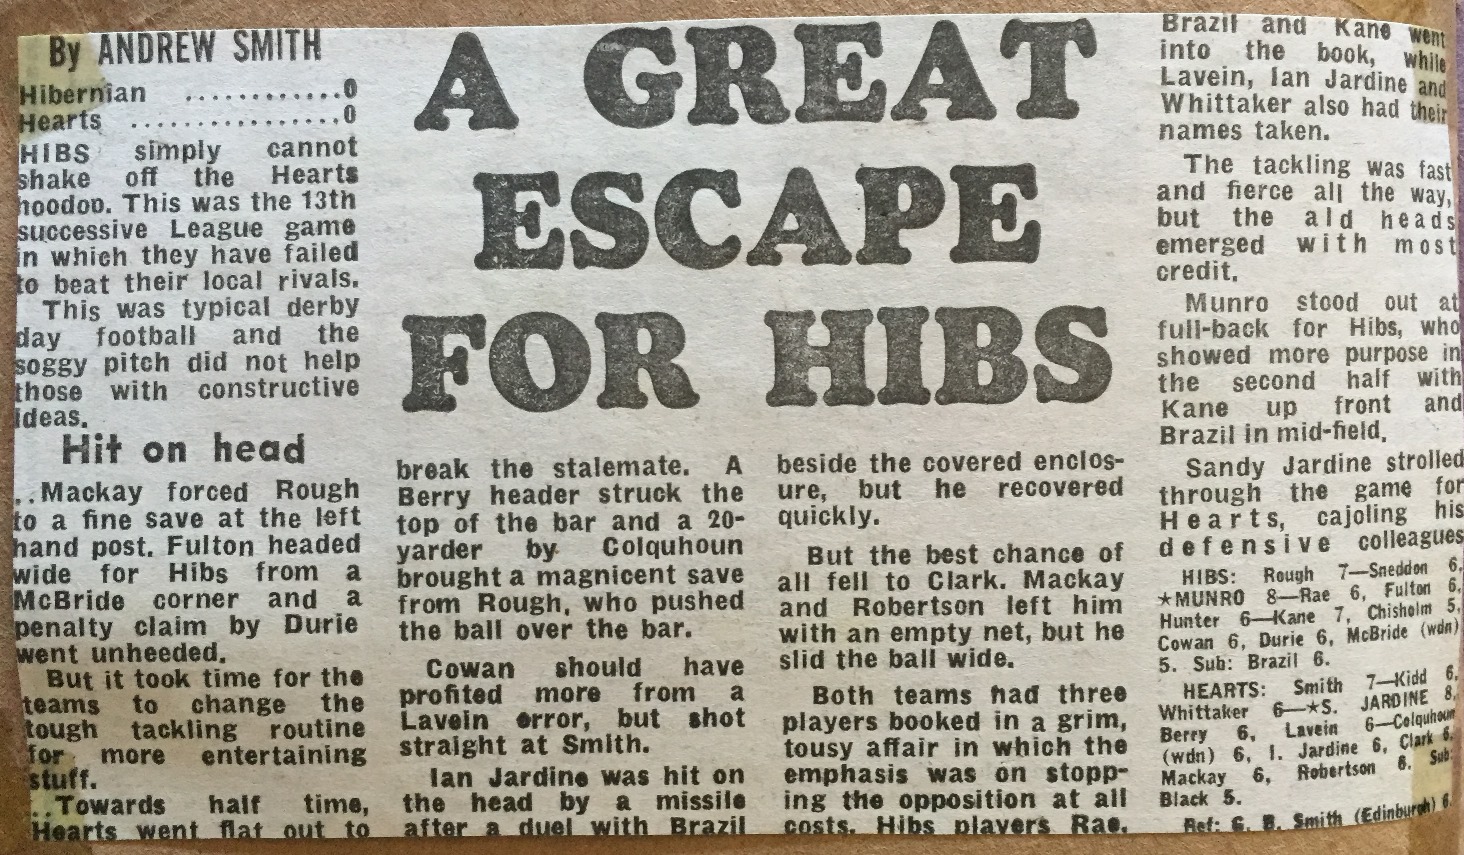 By ANDREW SMITH
Hibernian ............0
Hearts ................0
HIBS simply cannot
shake off the Hearts
hoodoo. This was the 13th
successive League game
in which they have failed
to beat their local rivals.
This was typical derby
day football and the
soggy pitch did not help
those with constructive
ideas.
Hit on head
..Mackay forced Rough
to a fine save at the left
hand post. Fulton headed
wide for Hibs from a
McBride corner and a
penalty claim by Durie
went unheeded.
But it took time for the
teams to change the
tough tackling routine
for more entertaining
stuff.
..Towards half time,
Hearts went flat out to
A GREAT
ESCAPE
FOR HIBS
break the stalemate. A
Berry header struck the
top of the bar and a 20-
yarder by Colquhoun
brought a magnicent save
from Rough, who pushed
the ball over the bar.
Cowan should have
profited more from a
Lavein error, but shot
straight at Smith.
Ian Jardine was hit on
the head by a missile
after a duel with Brazil
beside the covered enclos-
ure, but he recovered
quickly.
But the best chance of
all fell to Clark. Mackay
and Robertson left him
with an empty net, but he
slid the ball wide.
Both teams had three
players booked in a grim,
tousy affair in which the
emphasis was on stopp-
ing the opposition at all
costs. Hibs players Rae,
Brazil and Kane went
into the book, while
Lavein, Ian Jardine and
Whittaker also had their
names taken.
The tackling was fast
and fierce all the way,
but the ald heads
emerged with most
credit.
Munro stood out at
full-back for Hibs, who
showed more purpose in
the second half with
Kane up front and
Brazil in mid-field.
Sandy Jardine strolled
through the game for
Hearts, cajoling his
defensive colleagues
HIBS: Rough 7—Sneddon 6,
★MUNRO 8—Rae 6, Fulton 6,
Hunter 6—Kane 7, Chisholm 5,
Cowan 6, Durie 6, McBride (wdn)
5. Sub: Brazil 6.
HEARTS: Smith 7—Kidd 6,
Whittaker 6—★S. JARDINE 8,
Berry 6, Lavein 6—Colquhoun
(wdn) 6, I. Jardine 6, Clark 6,
Mackay 6, Robertson 6. Sub:
Black 5.
Ref: G. B. Smith (Edinburgh) 6.